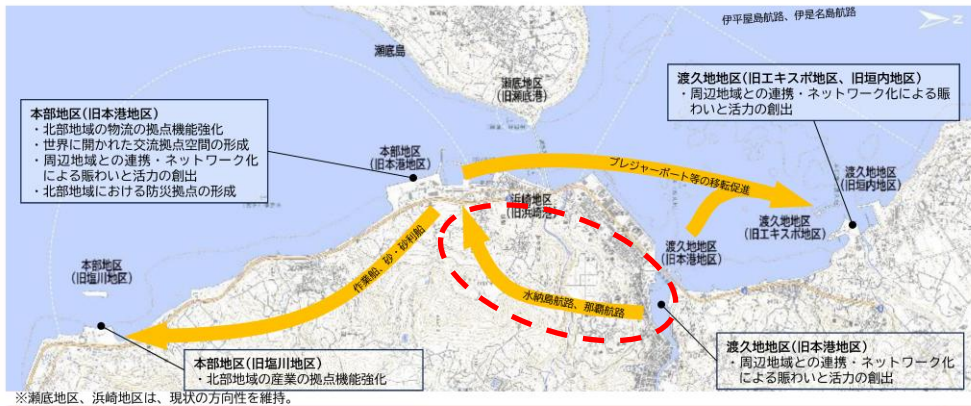 伊平屋島航路、伊是名島航路
N
瀬底島
瀬底地区
(旧瀬底港)
渡久地地区(旧エキスポ地区、旧垣内地区)
・周辺地域との連携・ネットワーク化による賑
わいと活力の創出
本部地区(旧本港地区)
・北部地域の物流の拠点機能強化
・世界に開かれた交流拠点空間の形成
・周辺地域との連携・ネットワーク化
による賑わいと活力の創出
・北部地域における防災拠点の形成
本部地区
(旧本港地区)
プレジャーボート等の移転促進
渡久地地区
(旧垣内地区)
浜崎地区
(旧浜崎港)
渡久地地区
(旧エキスポ地区)
渡久地地区
(旧本港地区)
作業船、砂・砂利船
水納島航路、那覇航路
本部地区
(旧塩川地区)
本部地区(旧塩川地区)
・北部地域の産業の拠点機能強化
渡久地地区(旧本港地区)
・周辺地域との連携・ネットワーク化
による賑わいと活力の創出
※瀬底地区、浜崎地区は、現状の方向性を維持。